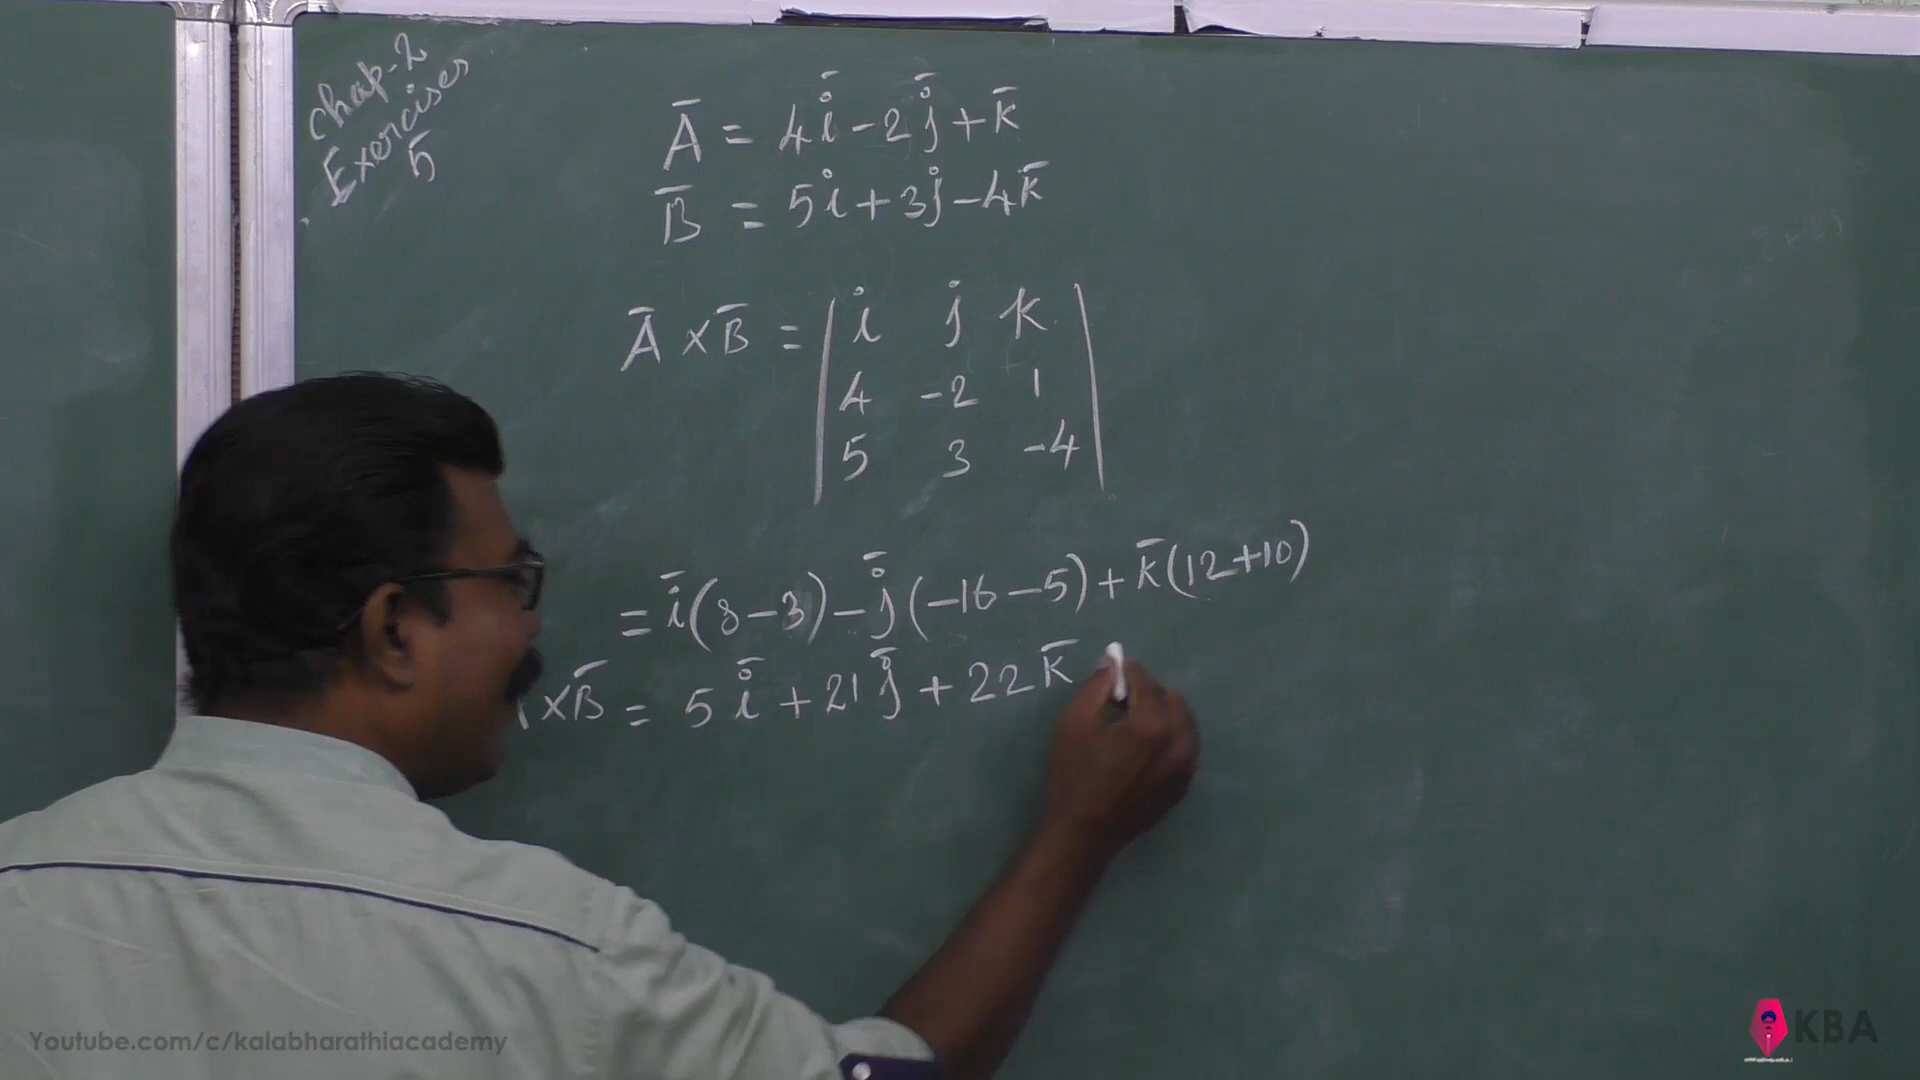 Chap-2
Exercises
5
A̅ = 4i̅ - 2j̅ + k̅
B̅ = 5i + 3j - 4k̅
A̅ × B̅ = | i j k |
| 4 -2 1 |
| 5 3 -4 |
= i̅(8-3) - j̅(-16-5) + k̅(12+10)
×B̅ = 5i̅ + 21j̅ + 22k̅
Youtube.com/c/kalabharathiacademy
KBA